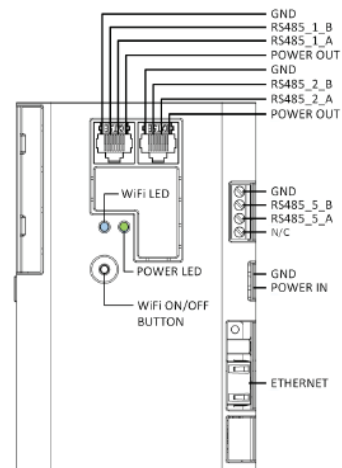 GND
RS485_1_B
RS485_1_A
POWER OUT
GND
RS485_2_B
RS485_2_A
POWER OUT
WiFi LED
GND
RS485_5_B
RS485_5_A
N/C
POWER LED
GND
POWER IN
WiFi ON/OFF
BUTTON
ETHERNET